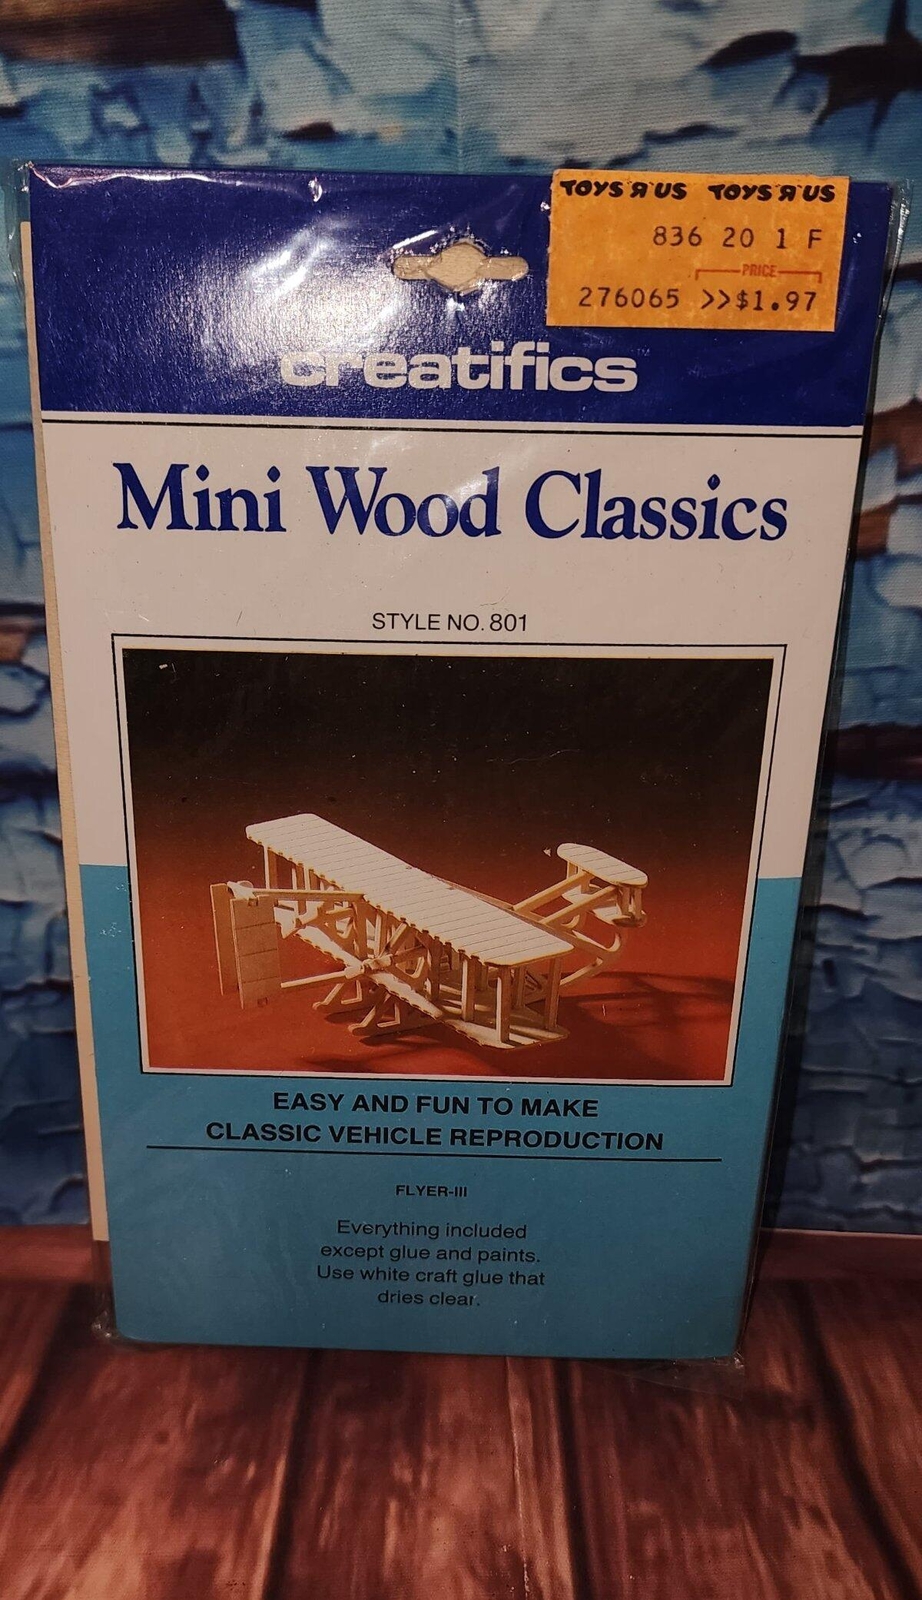 TOYS R US TOYS R US
836 20 1 F
PRICE
276065 >>$1.97
creatifics™
Mini Wood Classics
STYLE NO. 801
EASY AND FUN TO MAKE
CLASSIC VEHICLE REPRODUCTION
FLYER-III
Everything included
except glue and paints.
Use white craft glue that
dries clear.